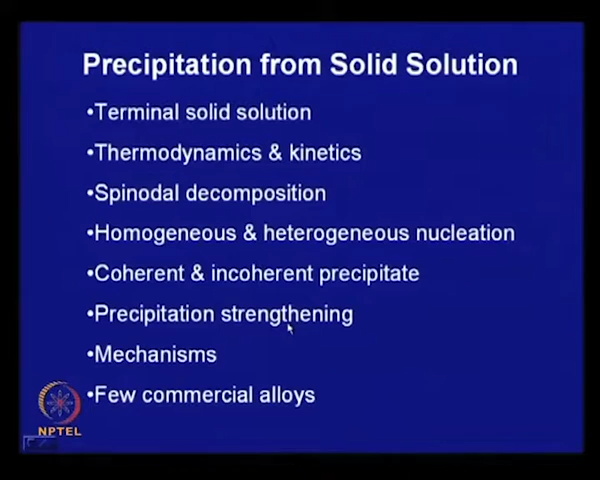 Precipitation from Solid Solution
•Terminal solid solution
•Thermodynamics & kinetics
•Spinodal decomposition
•Homogeneous & heterogeneous nucleation
•Coherent & incoherent precipitate
•Precipitation strengthening
•Mechanisms
•Few commercial alloys
NPTEL